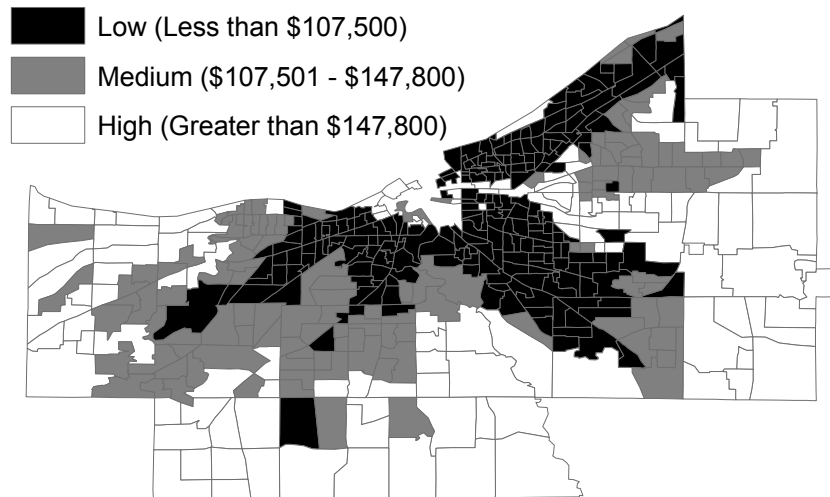 Low (Less than $107,500)
Medium ($107,501 - $147,800)
High (Greater than $147,800)